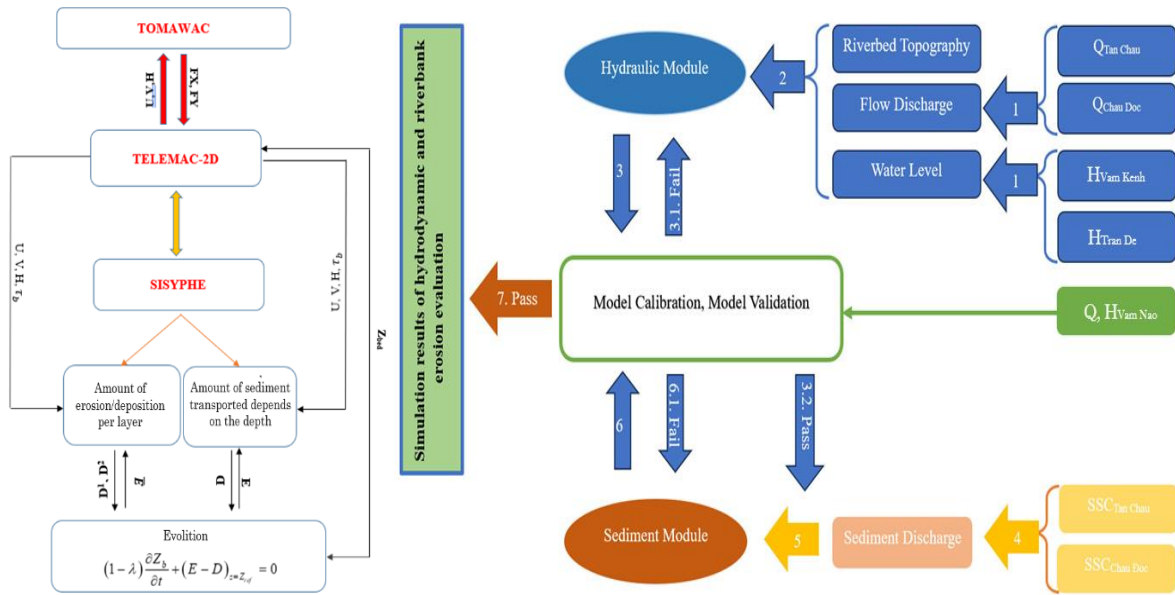 TOMAWAC
U,V,H
FX, FY
TELEMAC-2D
U, V, H, τb
U, V, H, τb
SISYPHE
Zbed
Amount of
erosion/deposition
per layer
Amount of sediment
transported depends
on the depth
D¹, D²
E
D
E
Evolition
(1 − λ) ∂Zb/∂t + (E − D)z=Zref = 0
Simulation results of hydrodynamic and riverbank
erosion evaluation
7. Pass
Hydraulic Module
2
Riverbed Topography
Flow Discharge
Water Level
1
1
QTan Chau
QChau Doc
HVam Kenh
HTran De
3
3.1. Fail
Model Calibration, Model Validation
Q, HVam Nao
6
6.1. Fail
3.2. Pass
Sediment Module
5
Sediment Discharge
4
SSCTan Chau
SSCChau Doc